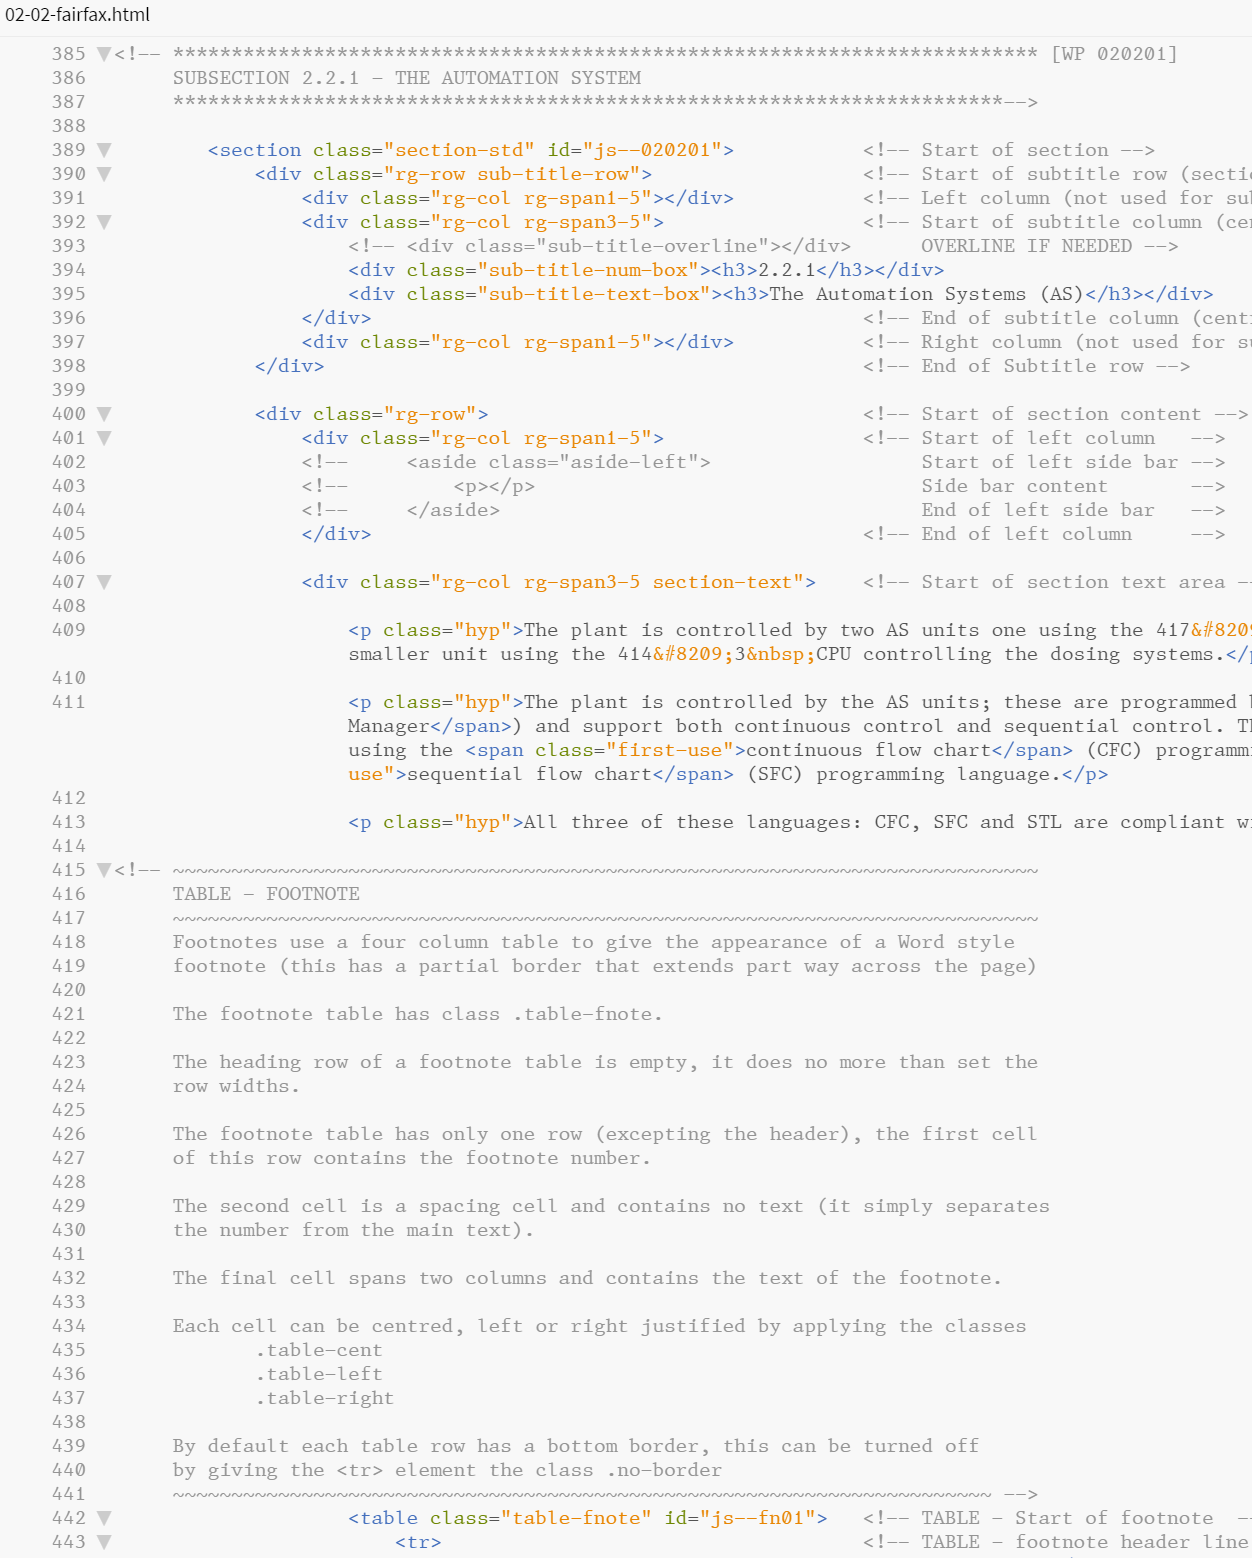 02-02-fairfax.html
385 ▼<!-- ************************************************************************** [WP 020201]
386 SUBSECTION 2.2.1 - THE AUTOMATION SYSTEM
387 ***********************************************************************-->
388
389 ▼ <section class="section-std" id="js--020201"> <!-- Start of section -->
390 ▼ <div class="rg-row sub-title-row"> <!-- Start of subtitle row (sectio
391 <div class="rg-col rg-span1-5"></div> <!-- Left column (not used for sub
392 ▼ <div class="rg-col rg-span3-5"> <!-- Start of subtitle column (cen
393 <!-- <div class="sub-title-overline"></div> OVERLINE IF NEEDED -->
394 <div class="sub-title-num-box"><h3>2.2.1</h3></div>
395 <div class="sub-title-text-box"><h3>The Automation Systems (AS)</h3></div>
396 </div> <!-- End of subtitle column (cent
397 <div class="rg-col rg-span1-5"></div> <!-- Right column (not used for su
398 </div> <!-- End of Subtitle row -->
399
400 ▼ <div class="rg-row"> <!-- Start of section content -->
401 ▼ <div class="rg-col rg-span1-5"> <!-- Start of left column -->
402 <!-- <aside class="aside-left"> Start of left side bar -->
403 <!-- <p></p> Side bar content -->
404 <!-- </aside> End of left side bar -->
405 </div> <!-- End of left column -->
406
407 ▼ <div class="rg-col rg-span3-5 section-text"> <!-- Start of section text area --
408
409 <p class="hyp">The plant is controlled by two AS units one using the 417&#8209
smaller unit using the 414&#8209;3&nbsp;CPU controlling the dosing systems.</p
410
411 <p class="hyp">The plant is controlled by the AS units; these are programmed b
Manager</span>) and support both continuous control and sequential control. Th
using the <span class="first-use">continuous flow chart</span> (CFC) programmi
use">sequential flow chart</span> (SFC) programming language.</p>
412
413 <p class="hyp">All three of these languages: CFC, SFC and STL are compliant wi
414
415 ▼<!-- ~~~~~~~~~~~~~~~~~~~~~~~~~~~~~~~~~~~~~~~~~~~~~~~~~~~~~~~~~~~~~~~~~~~~~~~~~~
416 TABLE - FOOTNOTE
417 ~~~~~~~~~~~~~~~~~~~~~~~~~~~~~~~~~~~~~~~~~~~~~~~~~~~~~~~~~~~~~~~~~~~~~~~~~~
418 Footnotes use a four column table to give the appearance of a Word style
419 footnote (this has a partial border that extends part way across the page)
420
421 The footnote table has class .table-fnote.
422
423 The heading row of a footnote table is empty, it does no more than set the
424 row widths.
425
426 The footnote table has only one row (excepting the header), the first cell
427 of this row contains the footnote number.
428
429 The second cell is a spacing cell and contains no text (it simply separates
430 the number from the main text).
431
432 The final cell spans two columns and contains the text of the footnote.
433
434 Each cell can be centred, left or right justified by applying the classes
435 .table-cent
436 .table-left
437 .table-right
438
439 By default each table row has a bottom border, this can be turned off
440 by giving the <tr> element the class .no-border
441 ~~~~~~~~~~~~~~~~~~~~~~~~~~~~~~~~~~~~~~~~~~~~~~~~~~~~~~~~~~~~~~~~~~~~~~ -->
442 ▼ <table class="table-fnote" id="js--fn01"> <!-- TABLE - Start of footnote --
443 ▼ <tr> <!-- TABLE - footnote header line